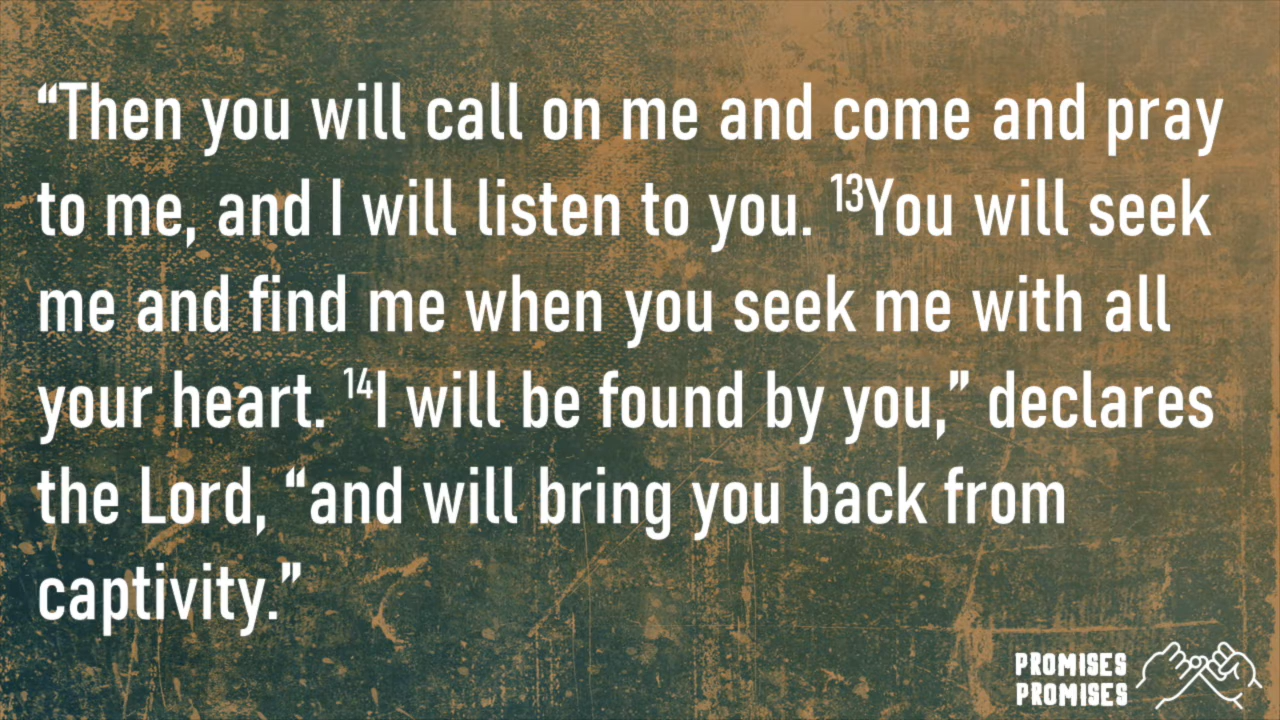 “Then you will call on me and come and pray
to me, and I will listen to you. ¹³You will seek
me and find me when you seek me with all
your heart. ¹⁴I will be found by you,” declares
the Lord, “and will bring you back from
captivity.”
PROMISES
PROMISES